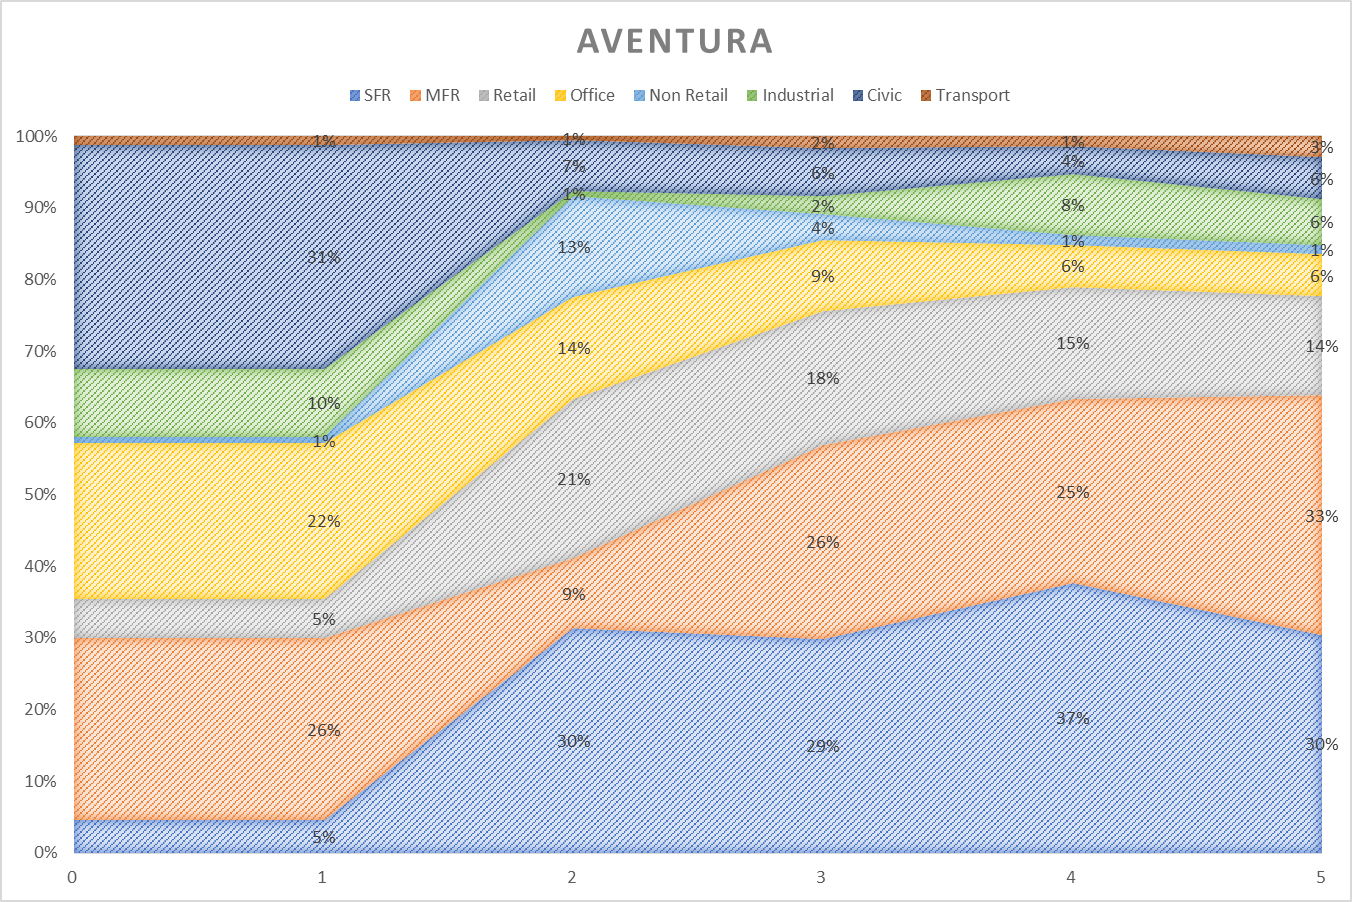 AVENTURA
SFR MFR Retail Office Non Retail Industrial Civic Transport
100%
1% 1% 2% 1% 3%
7% 6% 4% 6%
90%
1% 2% 8% 6%
31% 13% 4% 1% 1%
80%
9% 6% 6%
70%
14% 18% 15% 14%
60%
10%
1%
50%
22% 21% 26% 25% 33%
40%
5% 9%
30%
26% 30% 29% 37% 30%
20%
10%
5%
0%
0 1 2 3 4 5